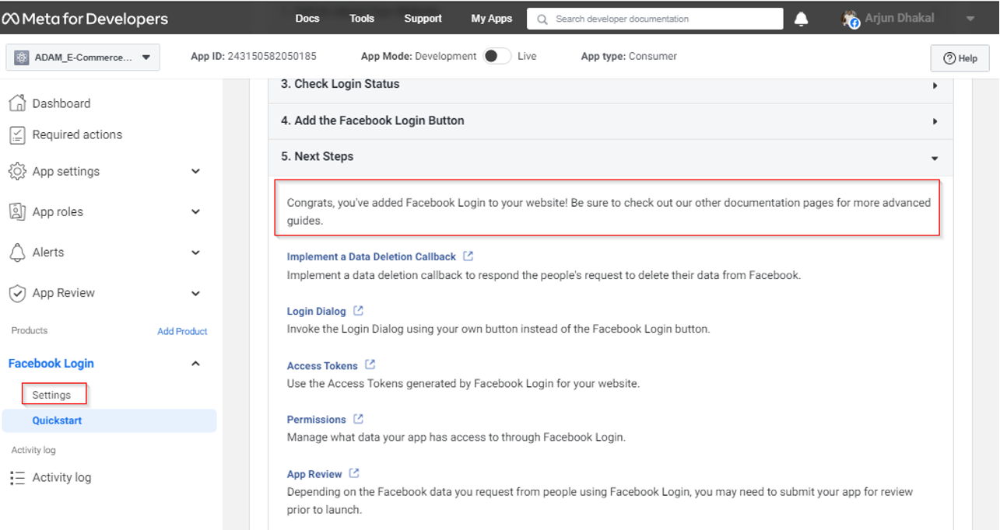 Meta for Developers
Docs
Tools
Support
My Apps
Search developer documentation
Arjun Dhakal
ADAM_E-Commerce...
App ID: 243150582050185
App Mode: Development
Live
App type: Consumer
Help
Dashboard
Required actions
App settings
App roles
Alerts
App Review
Products
Add Product
Facebook Login
Settings
Quickstart
Activity log
Activity log
3. Check Login Status
4. Add the Facebook Login Button
5. Next Steps
Congrats, you've added Facebook Login to your website! Be sure to check out our other documentation pages for more advanced
guides.
Implement a Data Deletion Callback
Implement a data deletion callback to respond the people's request to delete their data from Facebook.
Login Dialog
Invoke the Login Dialog using your own button instead of the Facebook Login button.
Access Tokens
Use the Access Tokens generated by Facebook Login for your website.
Permissions
Manage what data your app has access to through Facebook Login.
App Review
Depending on the Facebook data you request from people using Facebook Login, you may need to submit your app for review
prior to launch.